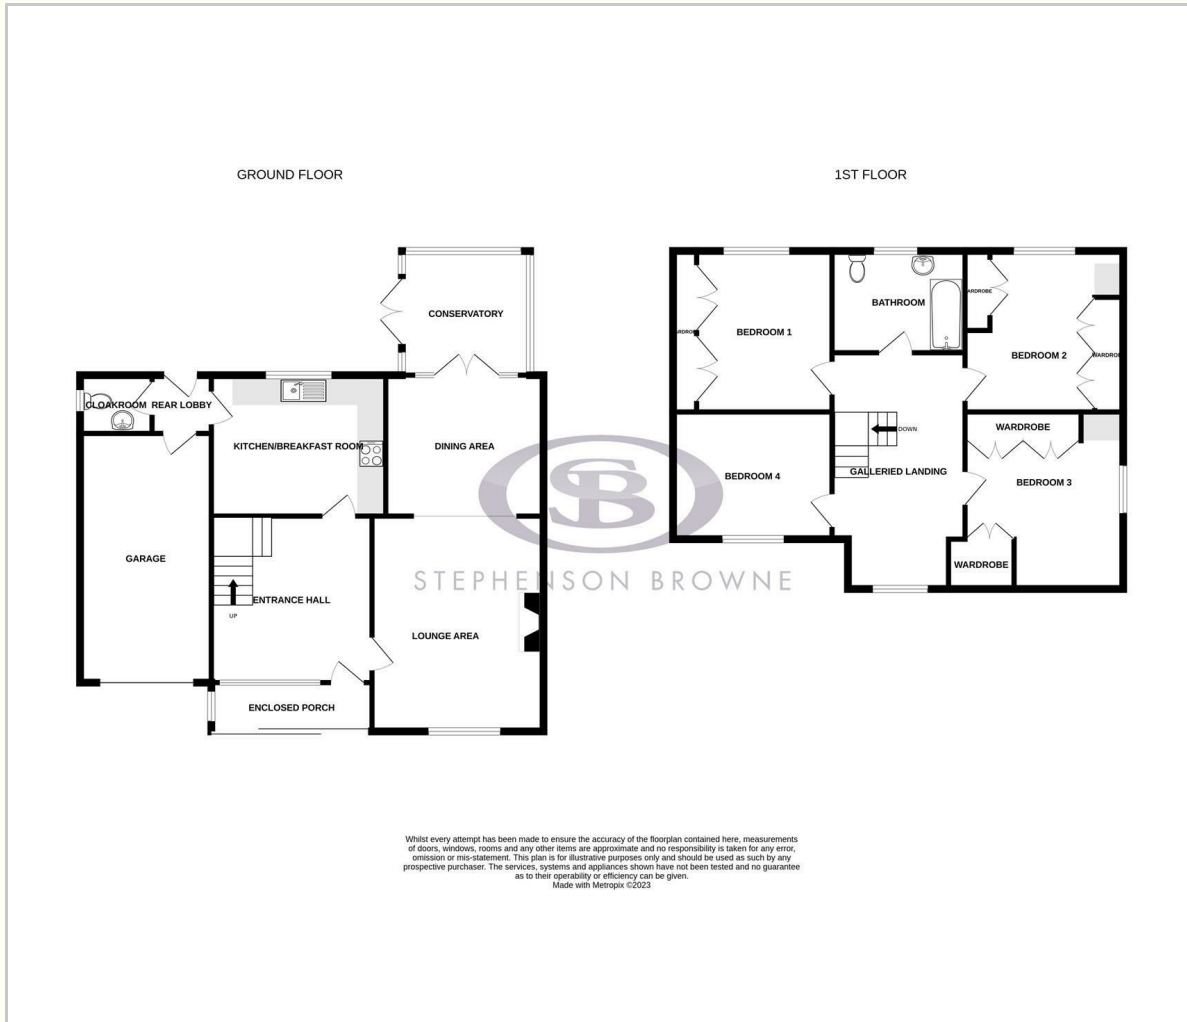 GROUND FLOOR
1ST FLOOR
CONSERVATORY
CLOAKROOM
REAR LOBBY
KITCHEN/BREAKFAST ROOM
DINING AREA
GARAGE
UP
ENTRANCE HALL
LOUNGE AREA
ENCLOSED PORCH
BEDROOM 1
BATHROOM
BEDROOM 2
BEDROOM 4
DOWN
GALLERIED LANDING
WARDROBE
BEDROOM 3
WARDROBE
SB
STEPHENSON BROWNE
Whilst every attempt has been made to ensure the accuracy of the floorplan contained here, measurements
of doors, windows, rooms and any other items are approximate and no responsibility is taken for any error,
omission or mis-statement. This plan is for illustrative purposes only and should be used as such by any
prospective purchaser. The services, systems and appliances shown have not been tested and no guarantee
as to their operability or efficiency can be given.
Made with Metropix ©2023